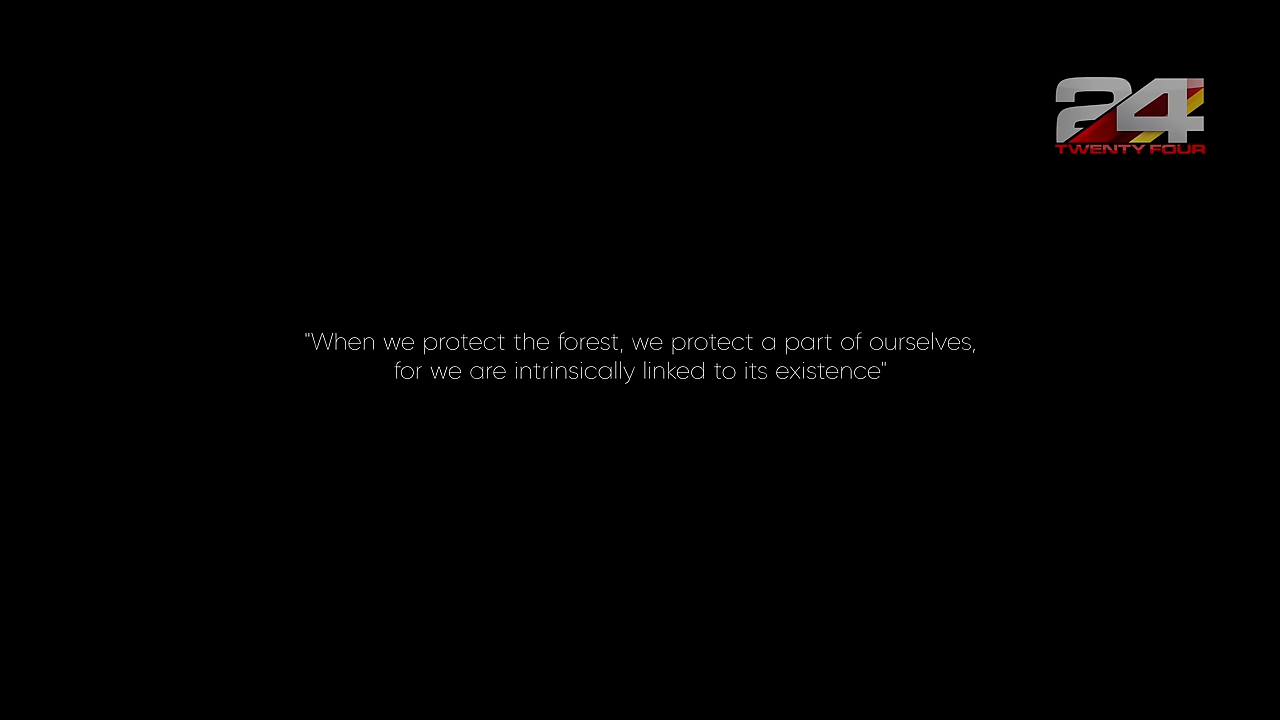 24
TWENTY FOUR
"When we protect the forest, we protect a part of ourselves,
for we are intrinsically linked to its existence"